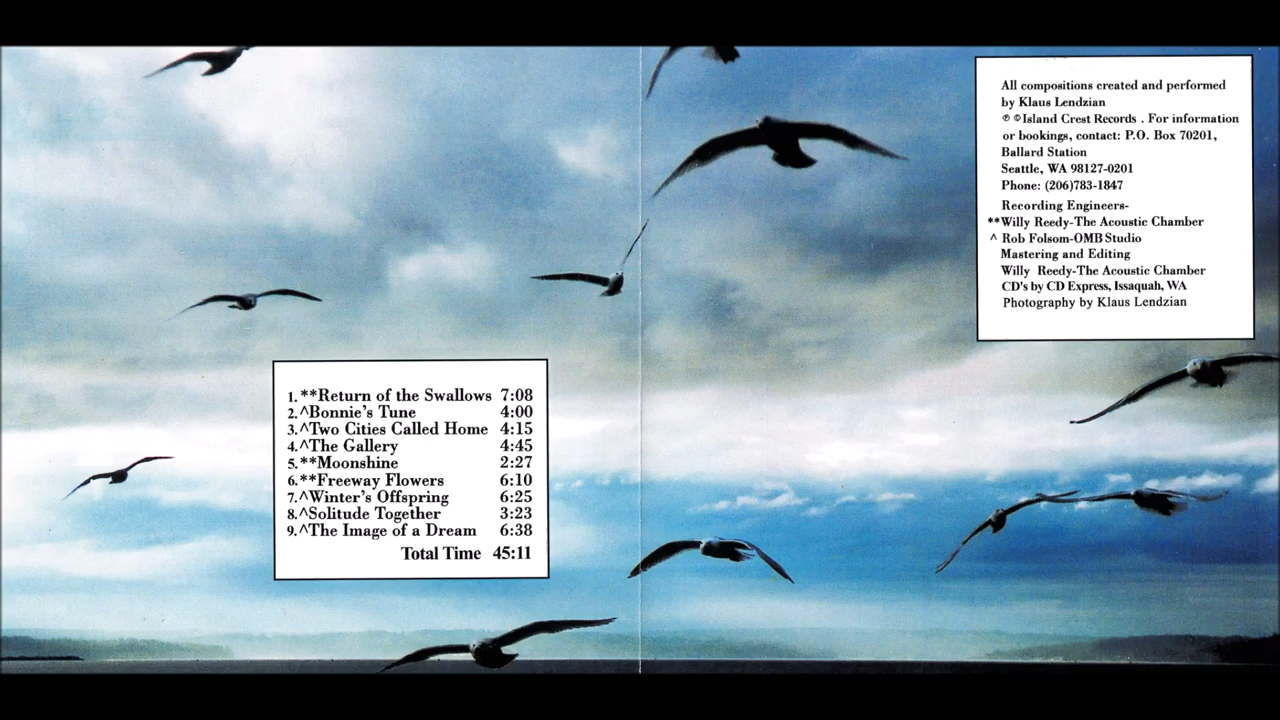 1. **Return of the Swallows 7:08
2. ^Bonnie's Tune 4:00
3. ^Two Cities Called Home 4:15
4. ^The Gallery 4:45
5. **Moonshine 2:27
6. **Freeway Flowers 6:10
7. ^Winter's Offspring 6:25
8. ^Solitude Together 3:23
9. ^The Image of a Dream 6:38
Total Time 45:11
All compositions created and performed
by Klaus Lendzian
℗ ©Island Crest Records . For information
or bookings, contact: P.O. Box 70201,
Ballard Station
Seattle, WA 98127-0201
Phone: (206)783-1847
Recording Engineers-
**Willy Reedy-The Acoustic Chamber
^ Rob Folsom-OMB Studio
Mastering and Editing
Willy Reedy-The Acoustic Chamber
CD's by CD Express, Issaquah, WA
Photography by Klaus Lendzian